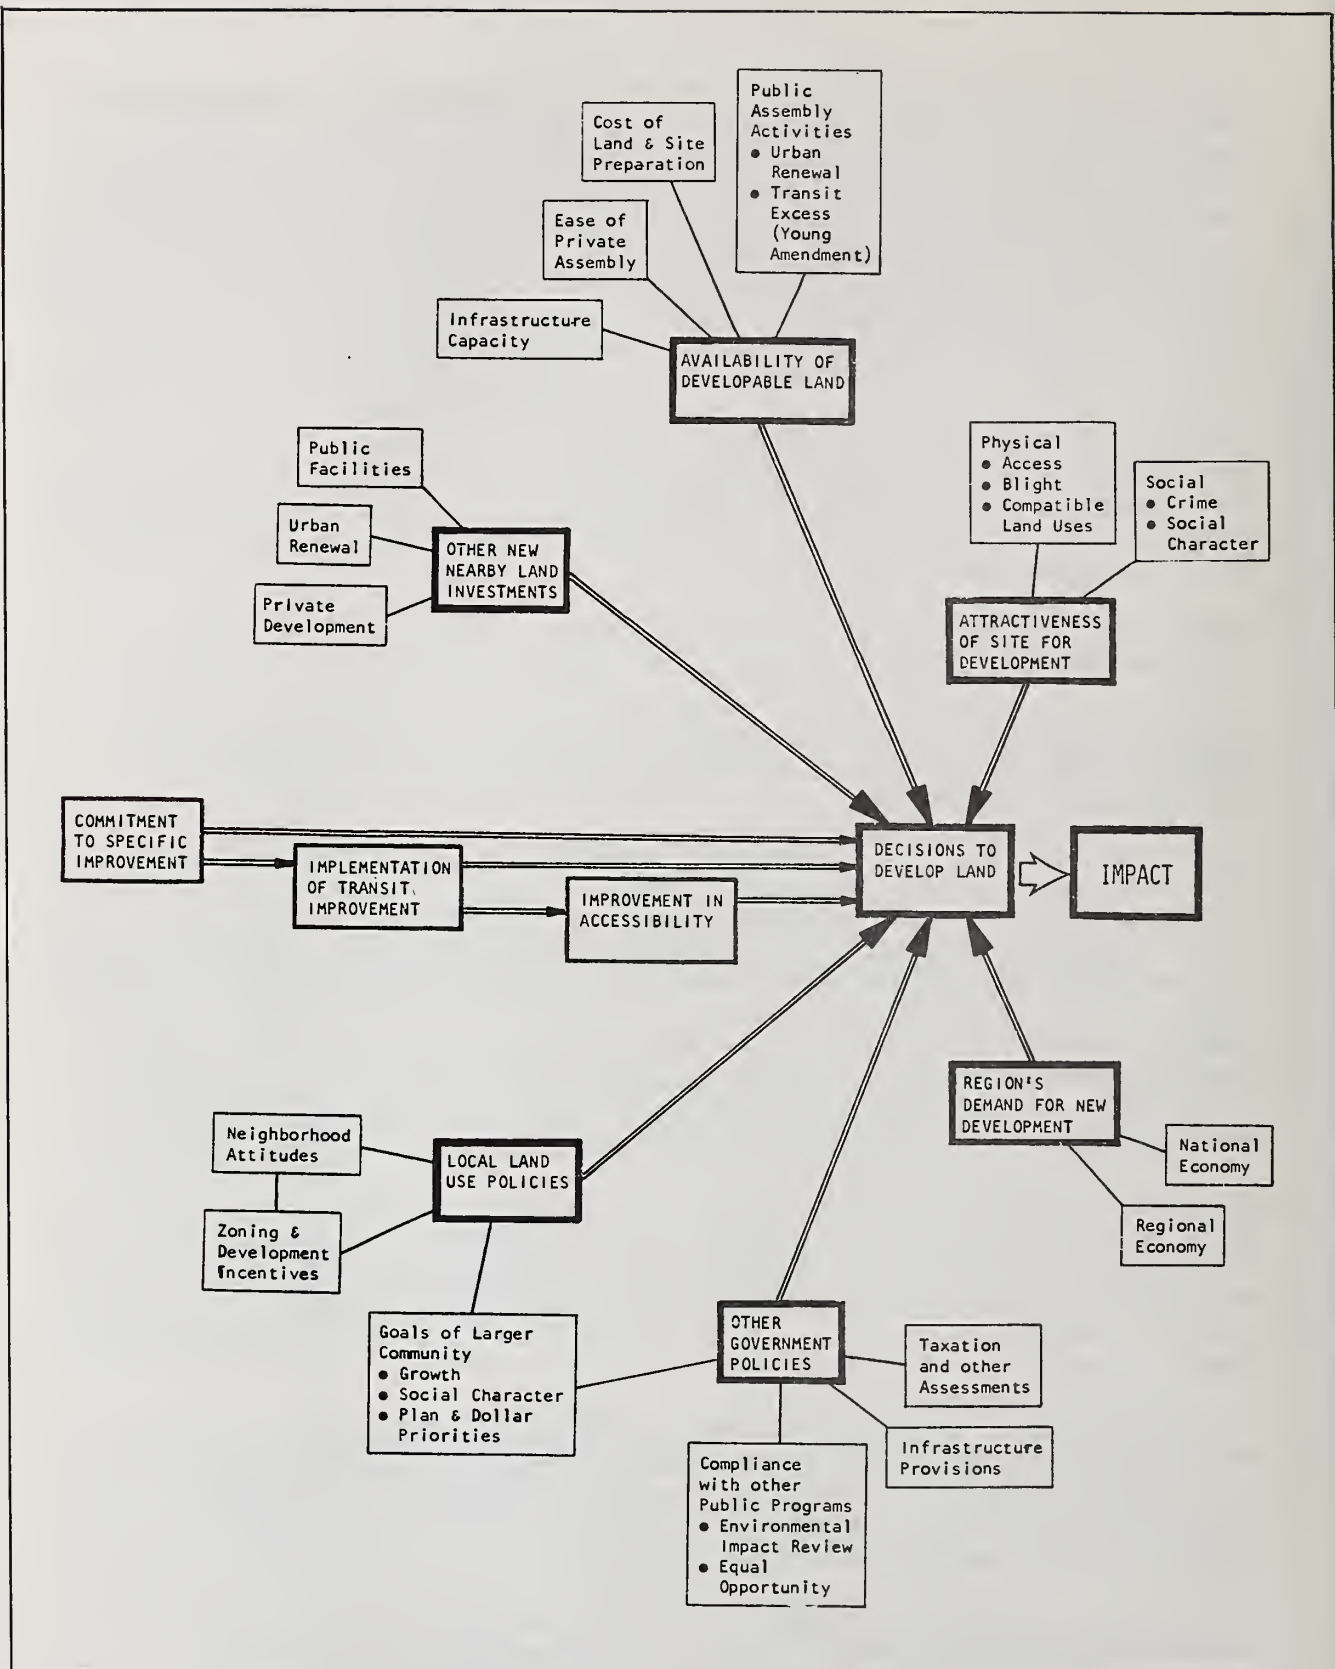 Public
Assembly
Activities
● Urban
Renewal
● Transit
Excess
(Young
Amendment)
Cost of
Land & Site
Preparation
Ease of
Private
Assembly
Infrastructure
Capacity
AVAILABILITY OF
DEVELOPABLE LAND
Public
Facilities
Urban
Renewal
Private
Development
OTHER NEW
NEARBY LAND
INVESTMENTS
Physical
● Access
● Blight
● Compatible
Land Uses
Social
● Crime
● Social
Character
ATTRACTIVENESS
OF SITE FOR
DEVELOPMENT
COMMITMENT
TO SPECIFIC
IMPROVEMENT
IMPLEMENTATION
OF TRANSIT
IMPROVEMENT
IMPROVEMENT IN
ACCESSIBILITY
DECISIONS TO
DEVELOP LAND
IMPACT
REGION'S
DEMAND FOR NEW
DEVELOPMENT
National
Economy
Regional
Economy
Neighborhood
Attitudes
LOCAL LAND
USE POLICIES
Zoning &
Development
Incentives
Goals of Larger
Community
● Growth
● Social Character
● Plan & Dollar
Priorities
OTHER
GOVERNMENT
POLICIES
Taxation
and other
Assessments
Infrastructure
Provisions
Compliance
with other
Public Programs
● Environmental
Impact Review
● Equal
Opportunity